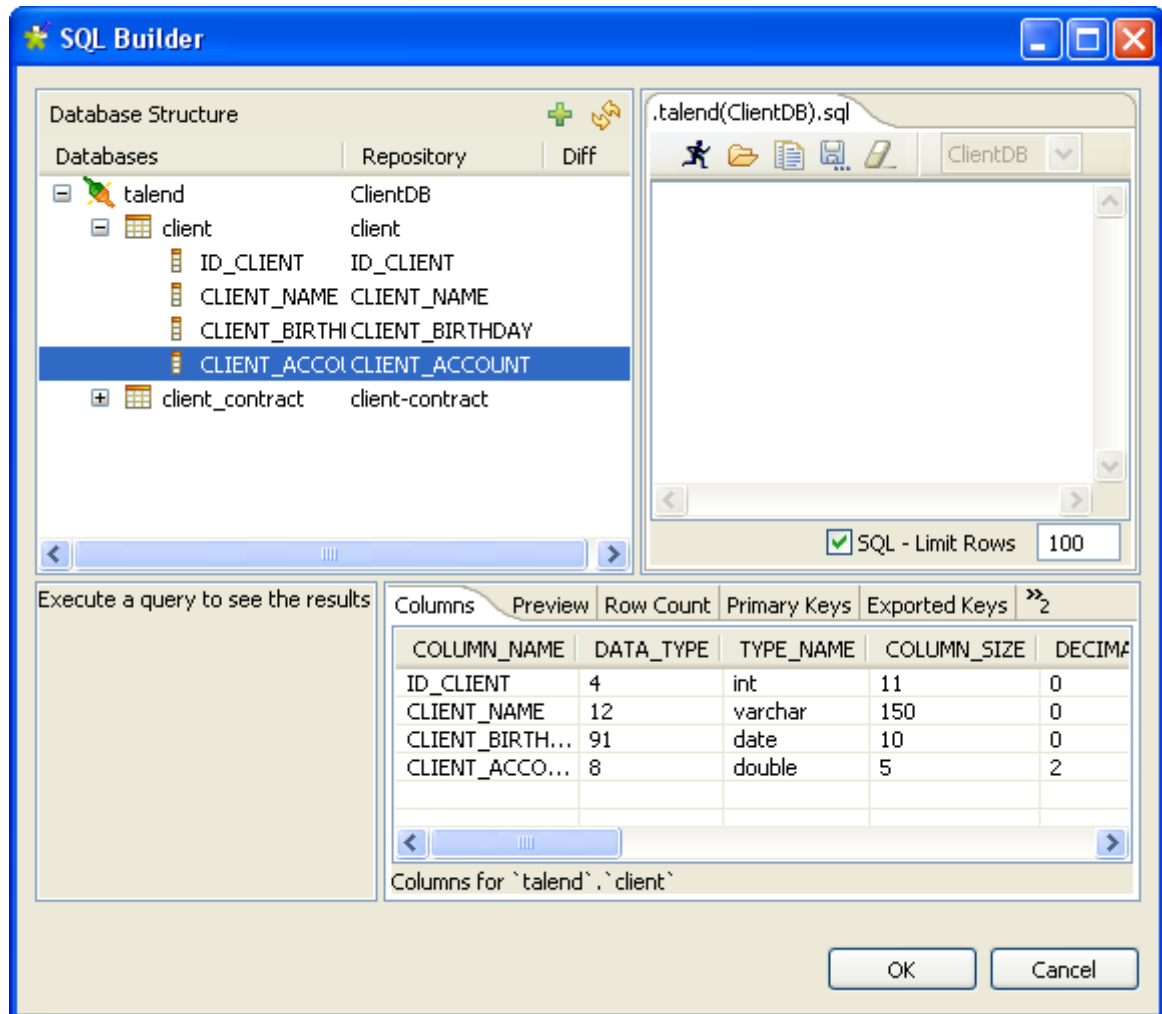 SQL Builder
Database Structure
Databases Repository Diff
talend ClientDB
client client
ID_CLIENT ID_CLIENT
CLIENT_NAME CLIENT_NAME
CLIENT_BIRTHI CLIENT_BIRTHDAY
CLIENT_ACCOU CLIENT_ACCOUNT
client_contract client-contract
.talend(ClientDB).sql
ClientDB
SQL - Limit Rows 100
Execute a query to see the results
Columns Preview Row Count Primary Keys Exported Keys »2
COLUMN_NAME DATA_TYPE TYPE_NAME COLUMN_SIZE DECIMA
ID_CLIENT 4 int 11 0
CLIENT_NAME 12 varchar 150 0
CLIENT_BIRTH... 91 date 10 0
CLIENT_ACCO... 8 double 5 2
Columns for `talend`.`client`
OK Cancel